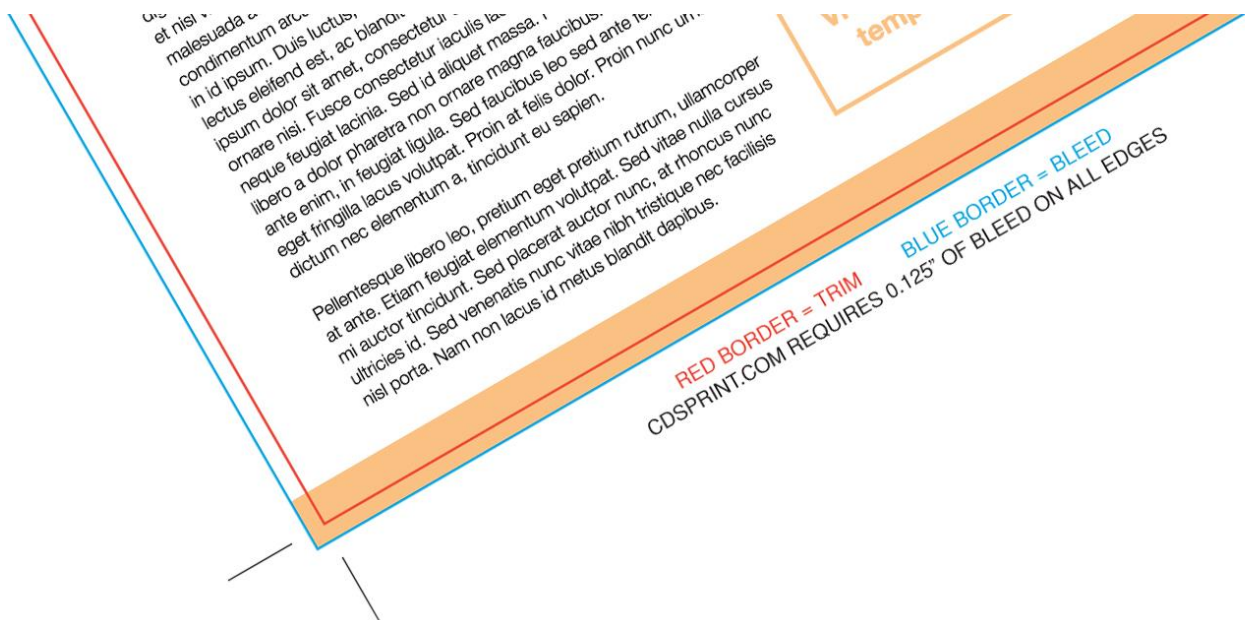 et nisi
malesuada a
condimentum arcu
in id ipsum. Duis luctus,
lectus eleifend est, ac blandit
ipsum dolor sit amet, consectetur
ornare nisi. Fusce consectetur iaculis
neque feugiat lacinia. Sed id aliquet massa.
libero a dolor pharetra non ornare magna faucibus.
ante enim, in feugiat ligula. Sed faucibus leo sed ante
eget fringilla lacus volutpat. Proin at felis dolor. Proin nunc
dictum nec elementum a, tincidunt eu sapien.
Pellentesque libero leo, pretium eget pretium rutrum, ullamcorper
at ante. Etiam feugiat elementum volutpat. Sed vitae nulla cursus
mi auctor tincidunt. Sed placerat auctor nunc, at rhoncus nunc
ultricies id. Sed venenatis nunc vitae nibh tristique nec facilisis
nisl porta. Nam non lacus id metus blandit dapibus.
temp
RED BORDER = TRIM BLUE BORDER = BLEED
CDSPRINT.COM REQUIRES 0.125” OF BLEED ON ALL EDGES